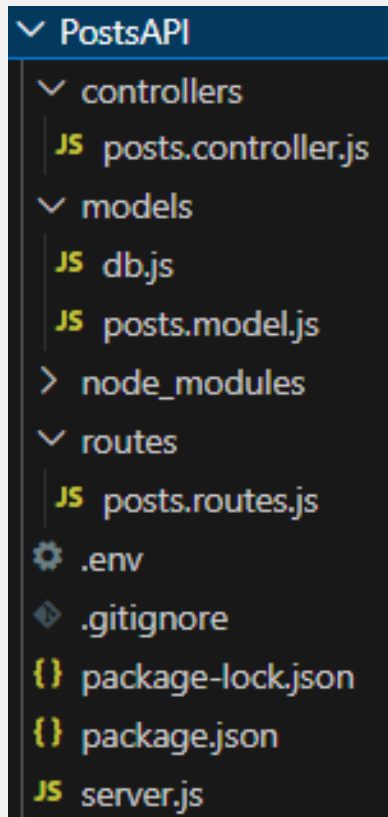 PostsAPI
controllers
JS posts.controller.js
models
JS db.js
JS posts.model.js
node_modules
routes
JS posts.routes.js
.env
.gitignore
{} package-lock.json
{} package.json
JS server.js